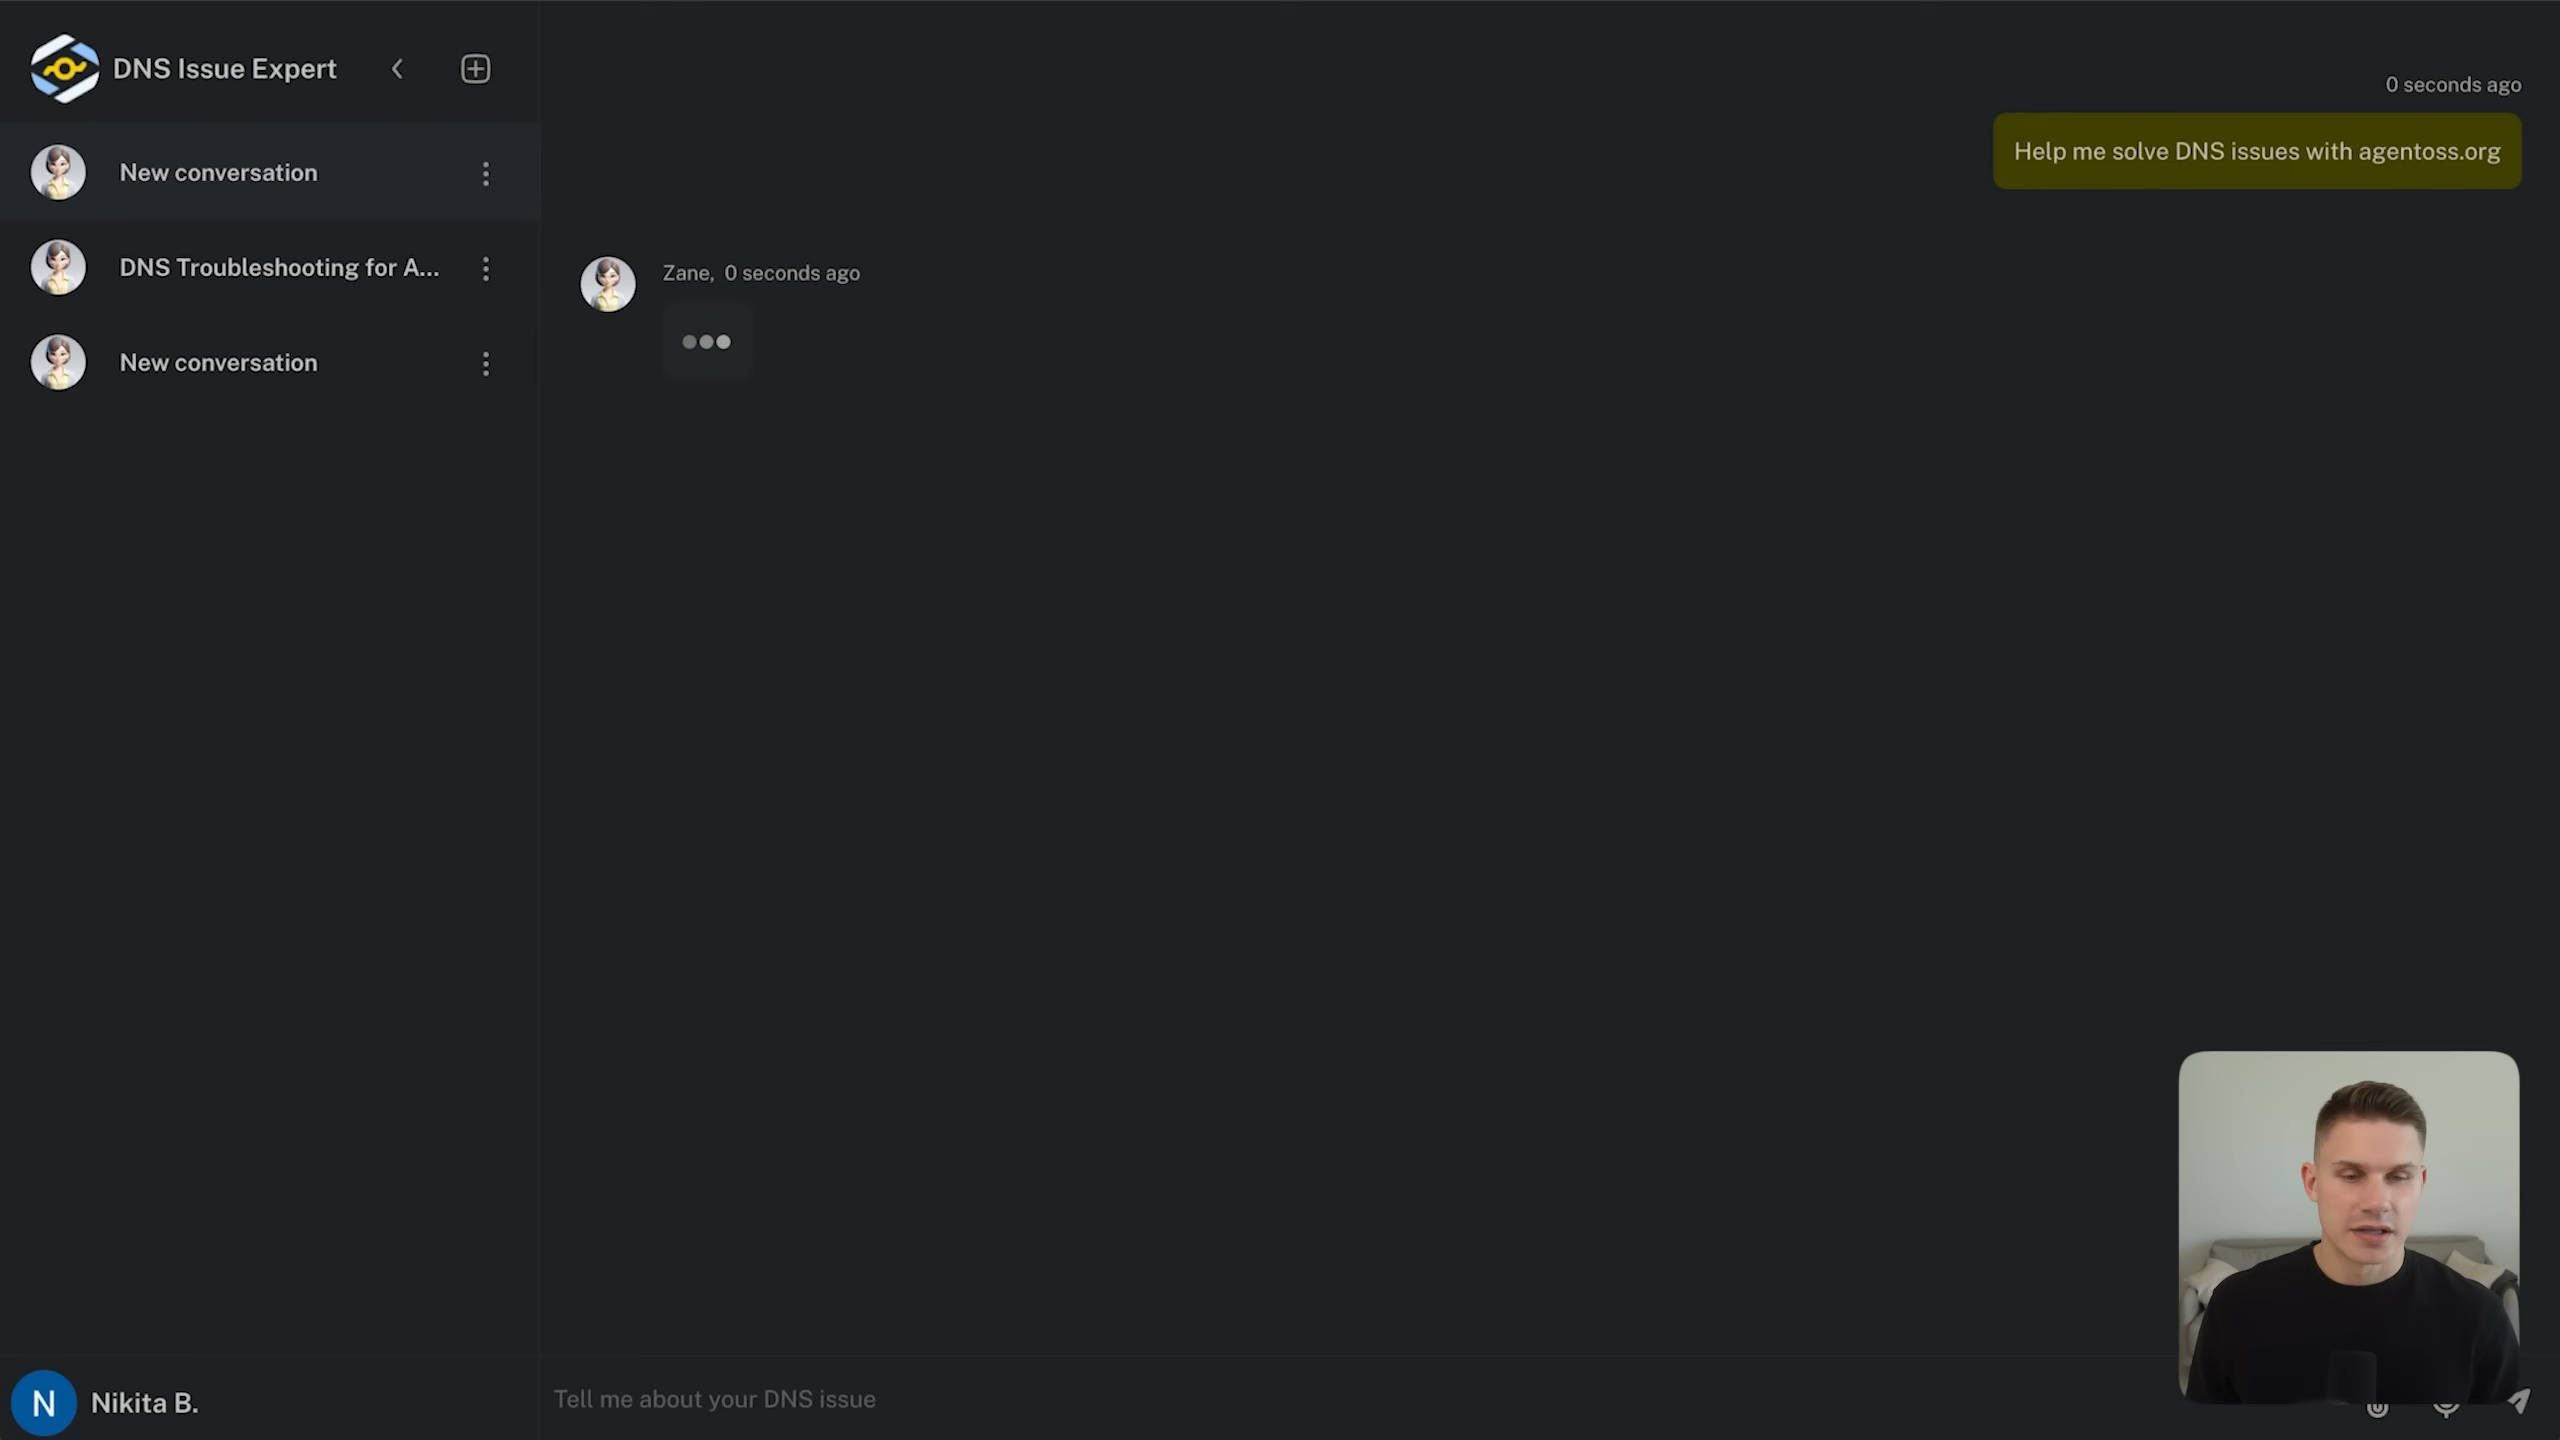 DNS Issue Expert
New conversation
DNS Troubleshooting for A...
New conversation
0 seconds ago
Help me solve DNS issues with agentoss.org
Zane, 0 seconds ago
N
Nikita B.
Tell me about your DNS issue